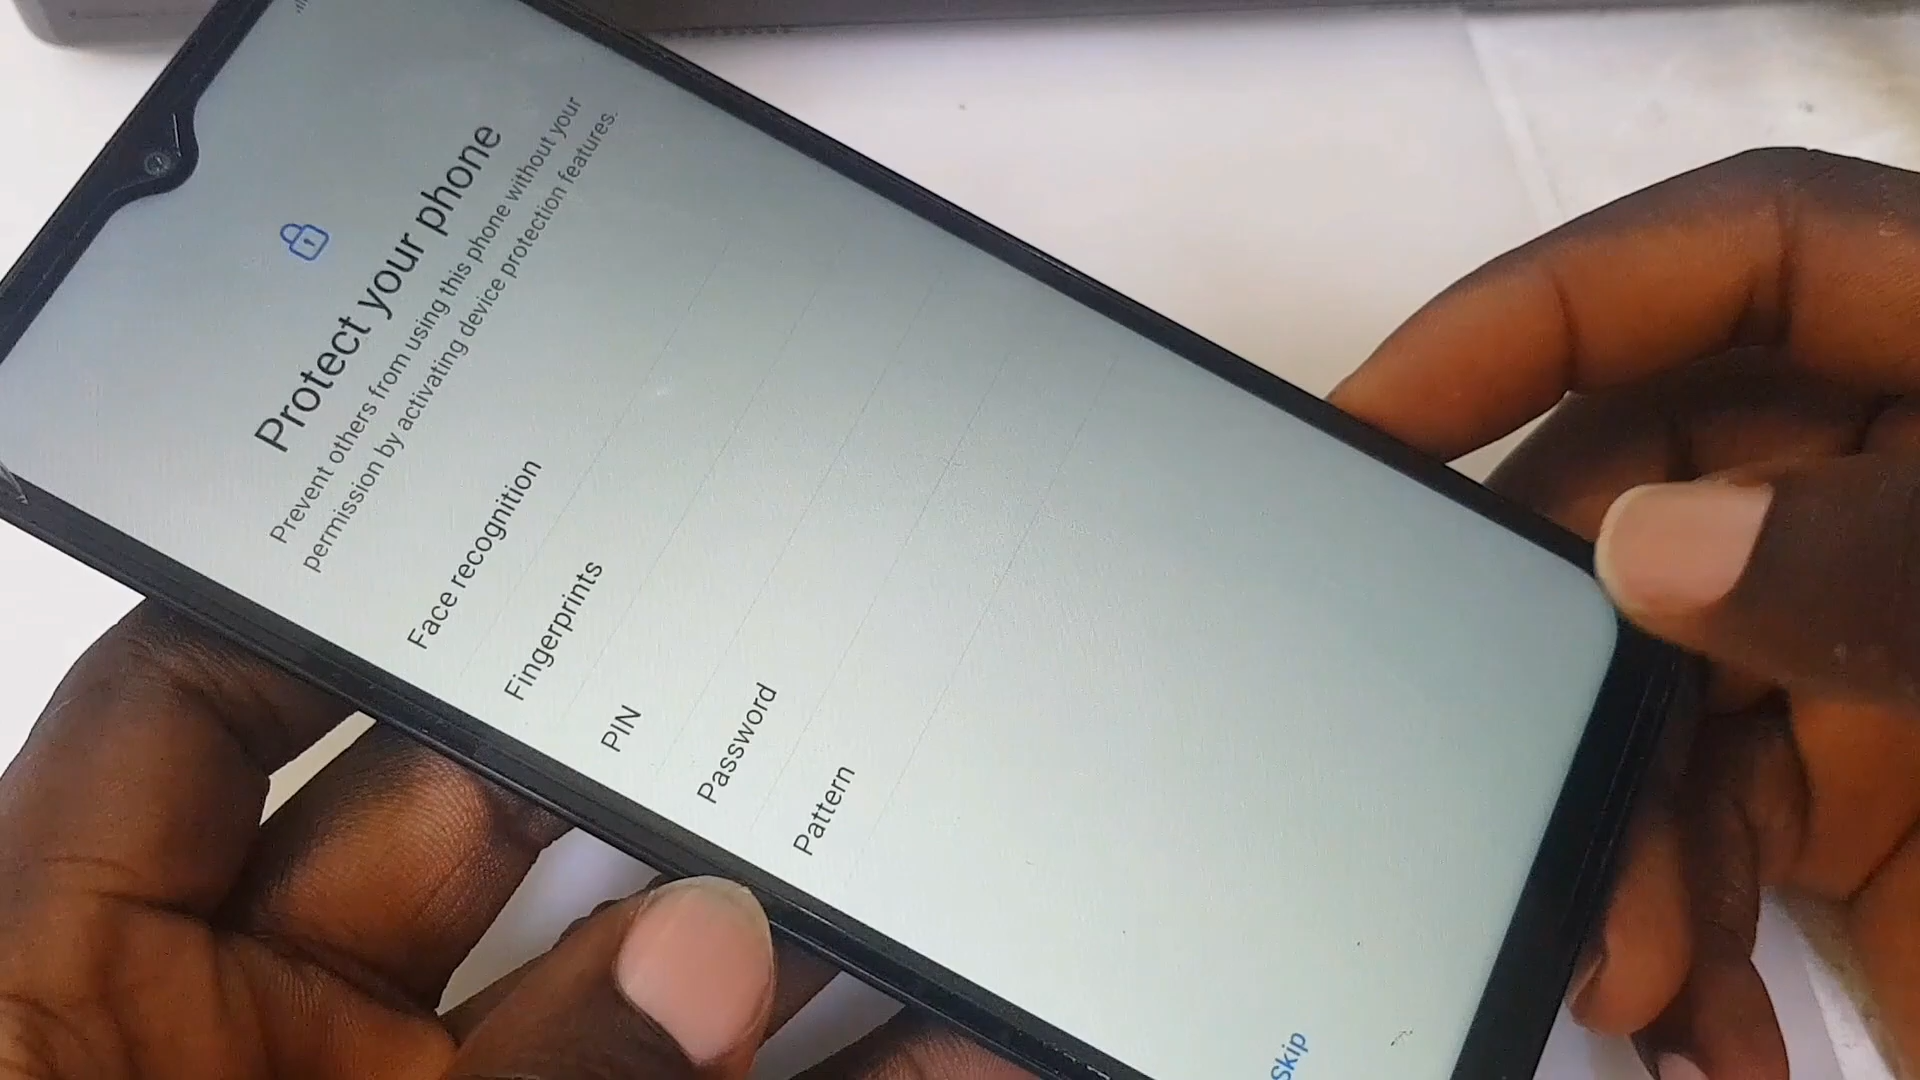 Protect your phone
Prevent others from using this phone without your
permission by activating device protection features.
Face recognition
Fingerprints
PIN
Password
Pattern
Skip